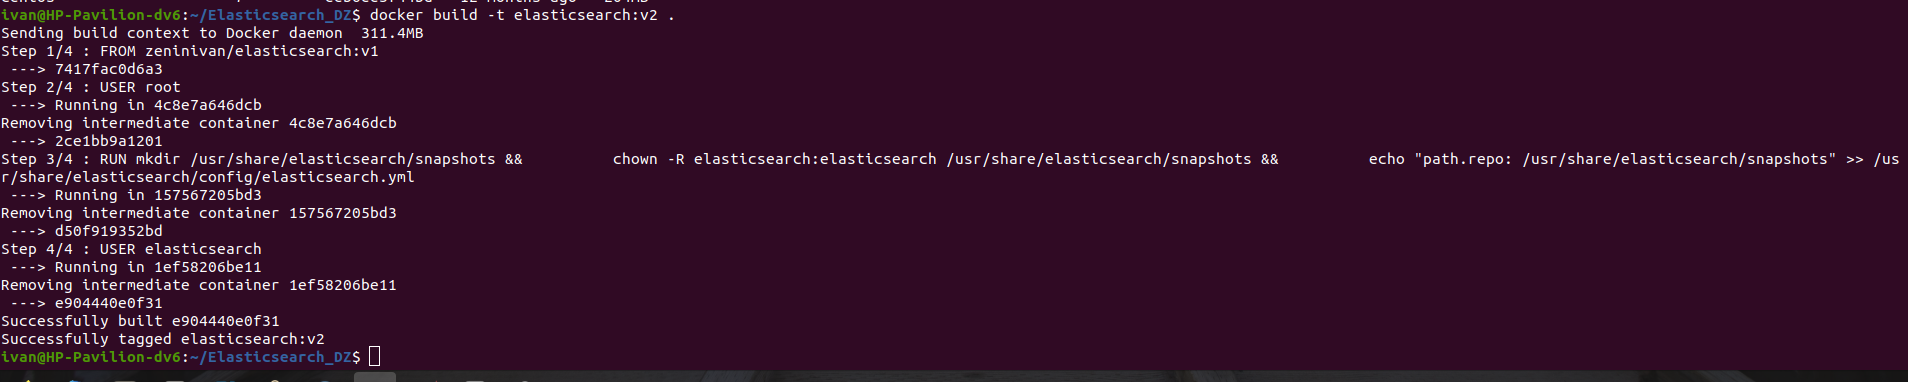 ivan@HP-Pavilion-dv6:~/Elasticsearch_DZ$ docker build -t elasticsearch:v2 .
Sending build context to Docker daemon  311.4MB
Step 1/4 : FROM zeninivan/elasticsearch:v1
 ---> 7417fac0d6a3
Step 2/4 : USER root
 ---> Running in 4c8e7a646dcb
Removing intermediate container 4c8e7a646dcb
 ---> 2ce1bb9a1201
Step 3/4 : RUN mkdir /usr/share/elasticsearch/snapshots &&          chown -R elasticsearch:elasticsearch /usr/share/elasticsearch/snapshots &&          echo "path.repo: /usr/share/elasticsearch/snapshots" >> /us
r/share/elasticsearch/config/elasticsearch.yml
 ---> Running in 157567205bd3
Removing intermediate container 157567205bd3
 ---> d50f919352bd
Step 4/4 : USER elasticsearch
 ---> Running in 1ef58206be11
Removing intermediate container 1ef58206be11
 ---> e904440e0f31
Successfully built e904440e0f31
Successfully tagged elasticsearch:v2
ivan@HP-Pavilion-dv6:~/Elasticsearch_DZ$